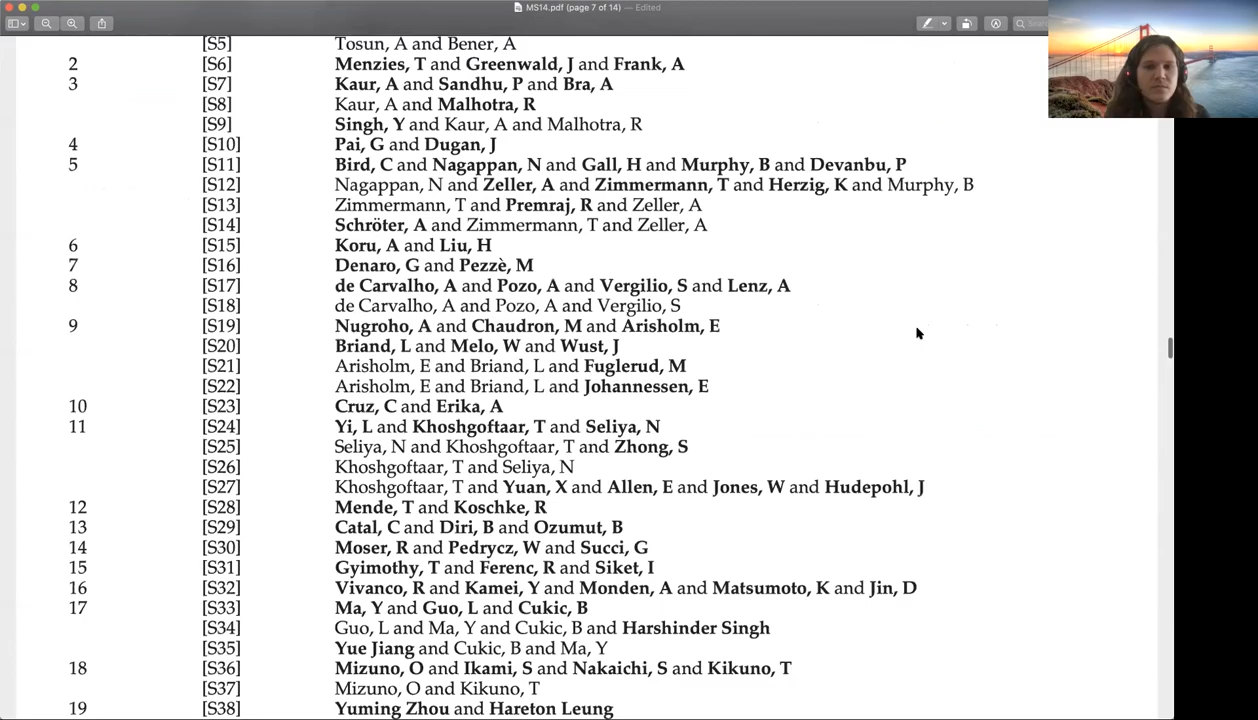 MS14.pdf (page 7 of 14) — Edited
[S5] Tosun, A and Bener, A
2 [S6] Menzies, T and Greenwald, J and Frank, A
3 [S7] Kaur, A and Sandhu, P and Bra, A
[S8] Kaur, A and Malhotra, R
[S9] Singh, Y and Kaur, A and Malhotra, R
4 [S10] Pai, G and Dugan, J
5 [S11] Bird, C and Nagappan, N and Gall, H and Murphy, B and Devanbu, P
[S12] Nagappan, N and Zeller, A and Zimmermann, T and Herzig, K and Murphy, B
[S13] Zimmermann, T and Premraj, R and Zeller, A
[S14] Schröter, A and Zimmermann, T and Zeller, A
6 [S15] Koru, A and Liu, H
7 [S16] Denaro, G and Pezzè, M
8 [S17] de Carvalho, A and Pozo, A and Vergilio, S and Lenz, A
[S18] de Carvalho, A and Pozo, A and Vergilio, S
9 [S19] Nugroho, A and Chaudron, M and Arisholm, E
[S20] Briand, L and Melo, W and Wust, J
[S21] Arisholm, E and Briand, L and Fuglerud, M
[S22] Arisholm, E and Briand, L and Johannessen, E
10 [S23] Cruz, C and Erika, A
11 [S24] Yi, L and Khoshgoftaar, T and Seliya, N
[S25] Seliya, N and Khoshgoftaar, T and Zhong, S
[S26] Khoshgoftaar, T and Seliya, N
[S27] Khoshgoftaar, T and Yuan, X and Allen, E and Jones, W and Hudepohl, J
12 [S28] Mende, T and Koschke, R
13 [S29] Catal, C and Diri, B and Ozumut, B
14 [S30] Moser, R and Pedrycz, W and Succi, G
15 [S31] Gyimothy, T and Ferenc, R and Siket, I
16 [S32] Vivanco, R and Kamei, Y and Monden, A and Matsumoto, K and Jin, D
17 [S33] Ma, Y and Guo, L and Cukic, B
[S34] Guo, L and Ma, Y and Cukic, B and Harshinder Singh
[S35] Yue Jiang and Cukic, B and Ma, Y
18 [S36] Mizuno, O and Ikami, S and Nakaichi, S and Kikuno, T
[S37] Mizuno, O and Kikuno, T
19 [S38] Yuming Zhou and Hareton Leung